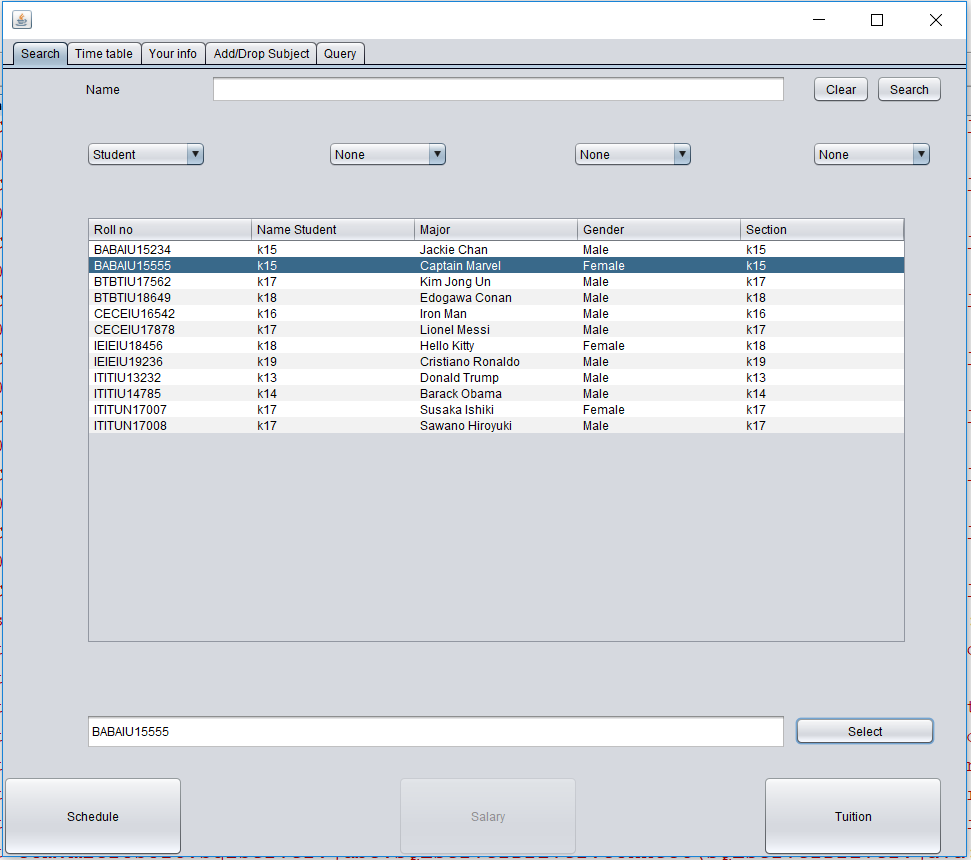 Search Time table Your info Add/Drop Subject Query
Name Clear Search
Student None None None
Roll no Name Student Major Gender Section
BABAIU15234 k15 Jackie Chan Male k15
BABAIU15555 k15 Captain Marvel Female k15
BTBTIU17562 k17 Kim Jong Un Male k17
BTBTIU18649 k18 Edogawa Conan Male k18
CECEIU16542 k16 Iron Man Male k16
CECEIU17878 k17 Lionel Messi Male k17
IEIEIU18456 k18 Hello Kitty Female k18
IEIEIU19236 k19 Cristiano Ronaldo Male k19
ITITIU13232 k13 Donald Trump Male k13
ITITIU14785 k14 Barack Obama Male k14
ITITUN17007 k17 Susaka Ishiki Female k17
ITITUN17008 k17 Sawano Hiroyuki Male k17
BABAIU15555 Select
Schedule Salary Tuition